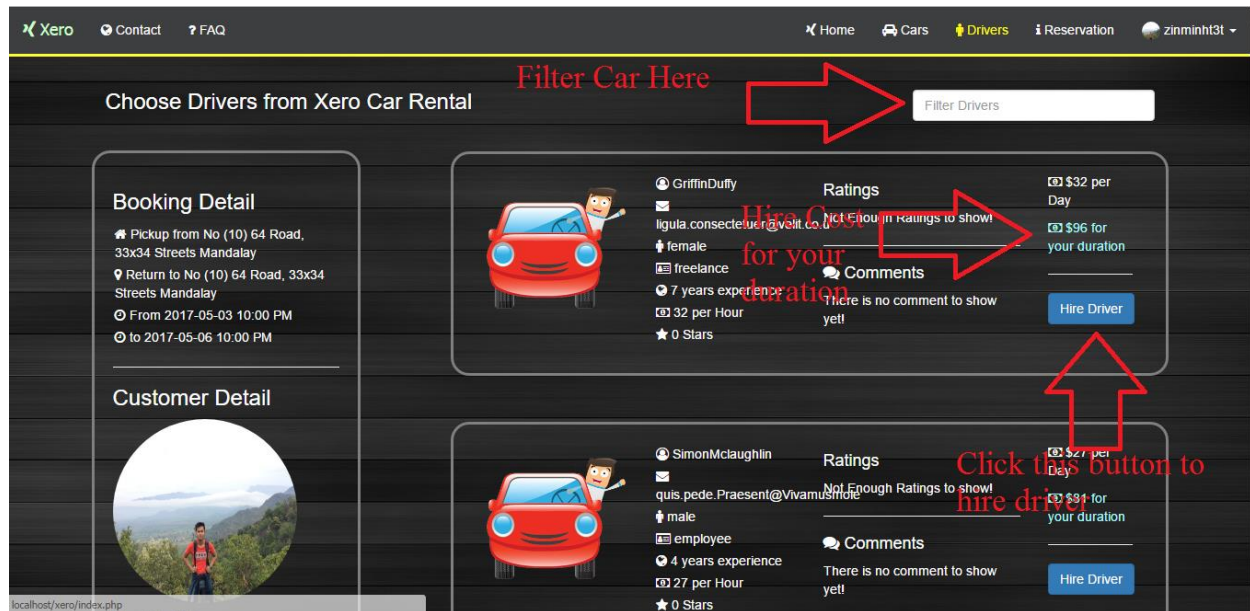 Xero
Contact
? FAQ
Home
Cars
Drivers
Reservation
zinminht3t
Filter Car Here
Choose Drivers from Xero Car Rental
Filter Drivers
Booking Detail
Pickup from No (10) 64 Road,
33x34 Streets Mandalay
Return to No (10) 64 Road, 33x34
Streets Mandalay
From 2017-05-03 10:00 PM
to 2017-05-06 10:00 PM
Customer Detail
GriffinDuffy
ligula.consectetuer@velit.co.u
female
freelance
7 years experience
32 per Hour
0 Stars
Ratings
Not Enough Ratings to show!
Comments
There is no comment to show
yet!
Hire Cost
for your
duration
$32 per
Day
$96 for
your duration
Hire Driver
SimonMclaughlin
quis.pede.Praesent@Vivamusmole
male
employee
4 years experience
27 per Hour
0 Stars
Ratings
Not Enough Ratings to show!
Comments
There is no comment to show
yet!
Click this button to
hire driver
$27 per
Day
$81 for
your duration
Hire Driver
localhost/xero/index.php